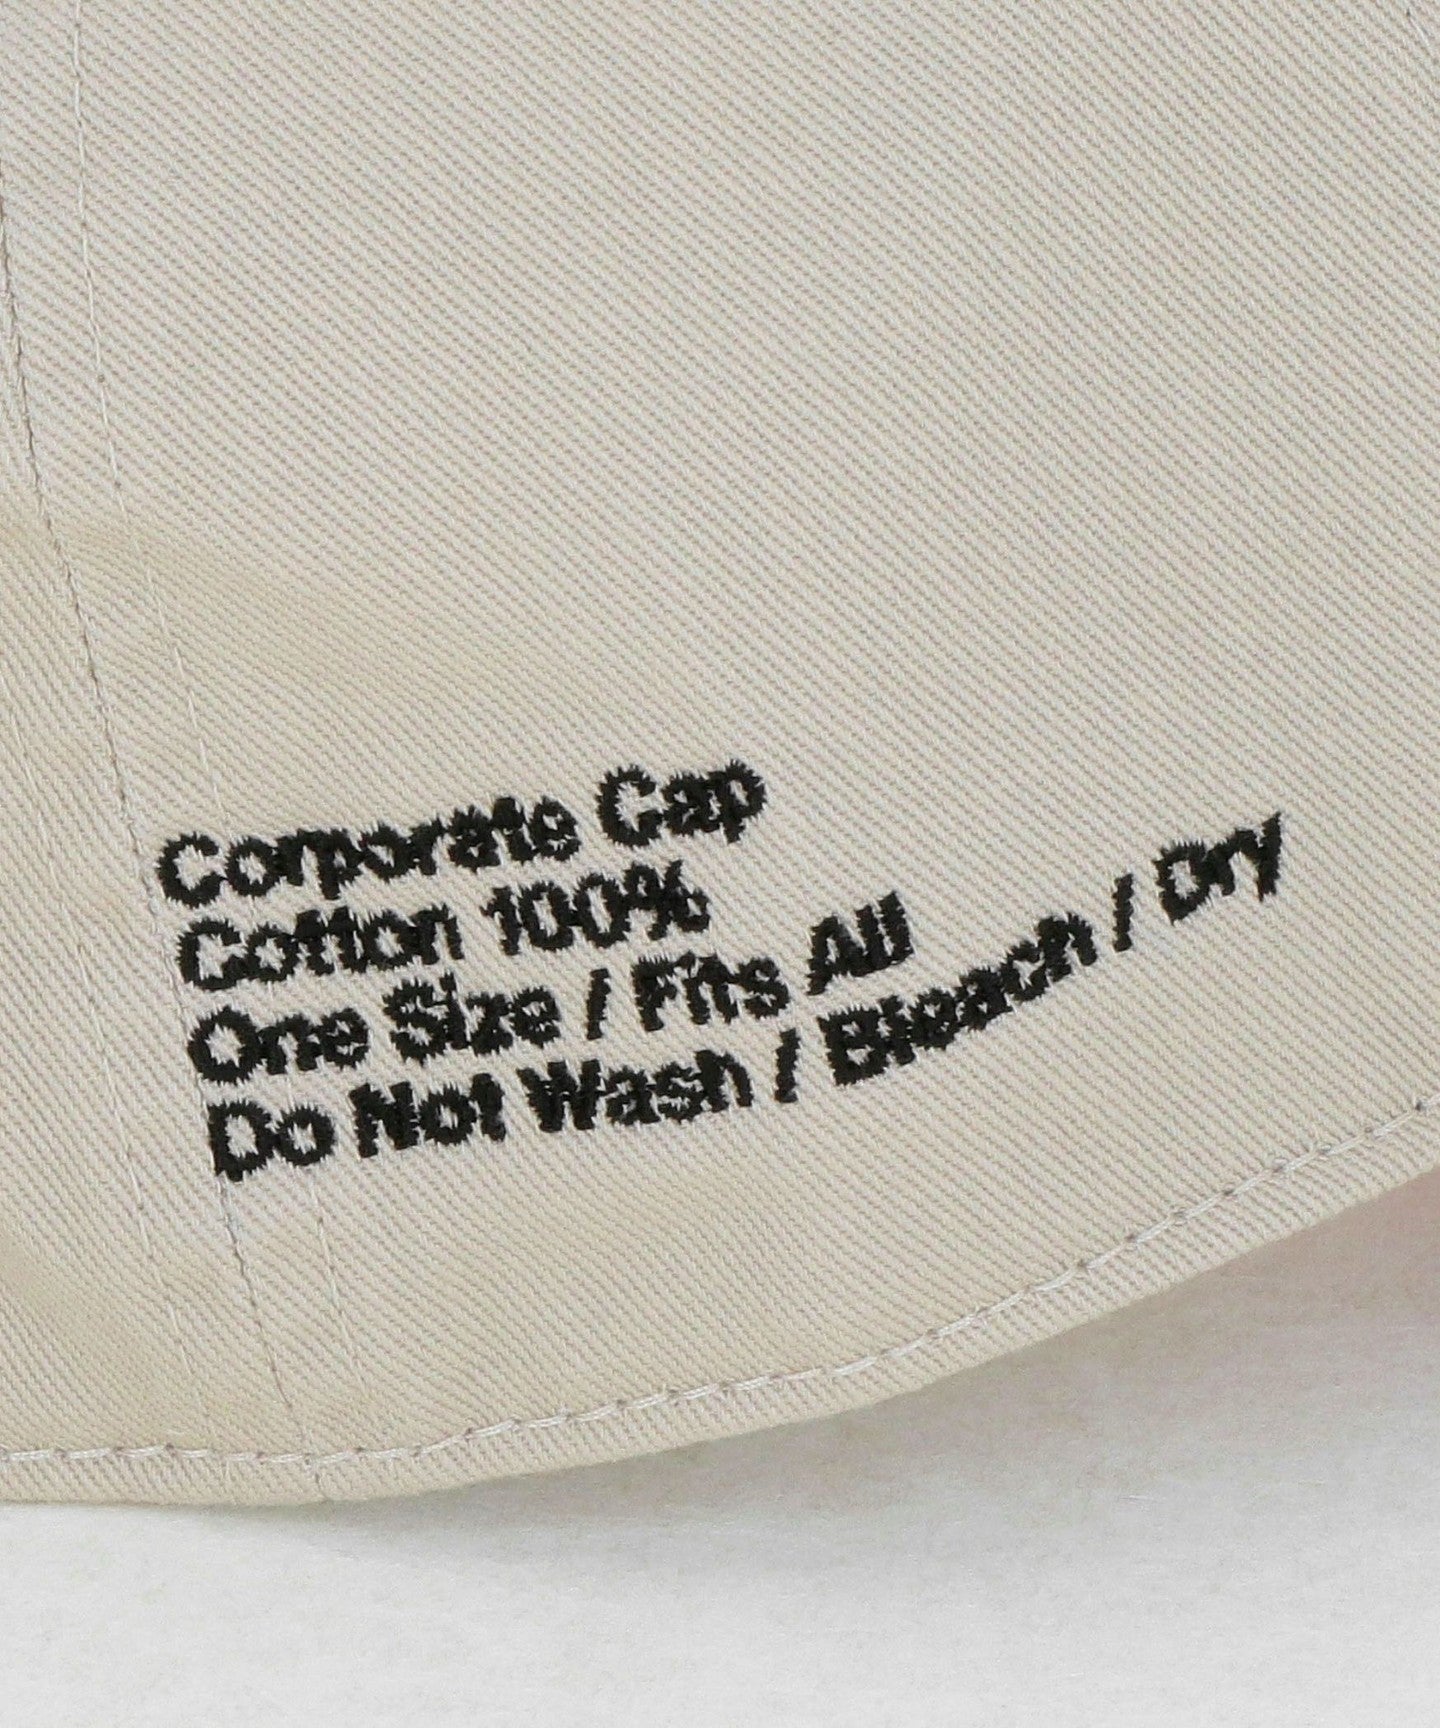 Corporate Cap
Cotton 100%
One Size / Fits All
Do Not Wash / Bleach / Dry